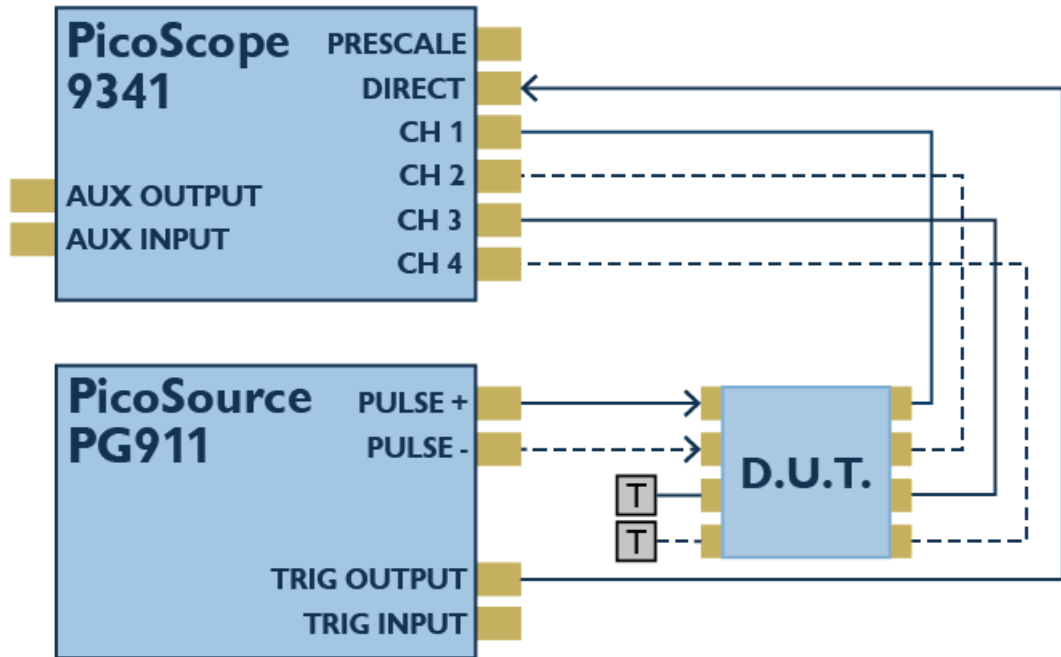 PicoScope
9341
PRESCALE
DIRECT
CH 1
CH 2
CH 3
CH 4
AUX OUTPUT
AUX INPUT
PicoSource
PG911
PULSE +
PULSE -
TRIG OUTPUT
TRIG INPUT
T
T
D.U.T.